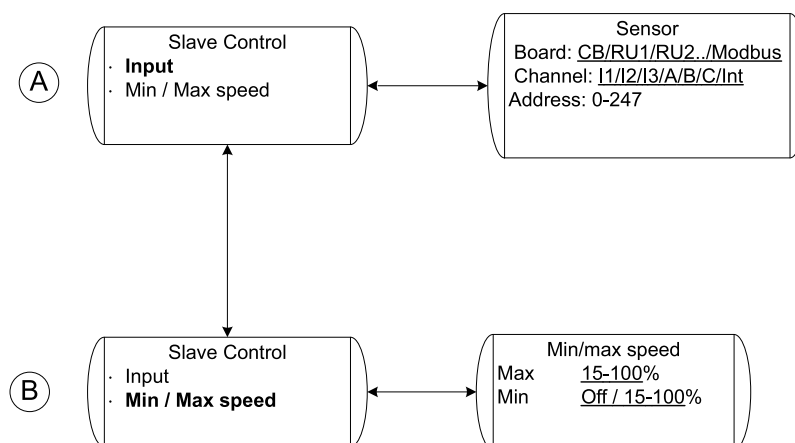 A
Slave Control
· Input
· Min / Max speed
Sensor
Board: CB/RU1/RU2../Modbus
Channel: I1/I2/I3/A/B/C/Int
Address: 0-247
B
Slave Control
· Input
· Min / Max speed
Min/max speed
Max 15-100%
Min Off / 15-100%